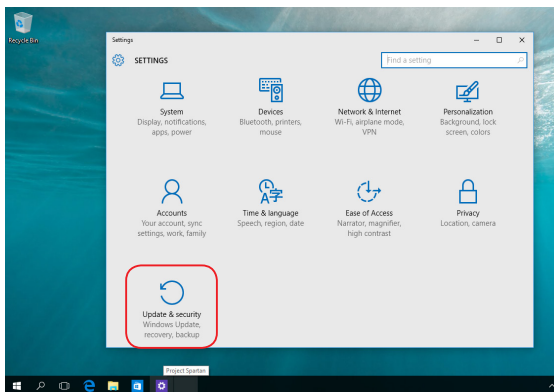 Recycle Bin
Settings
SETTINGS
Find a setting
System
Display, notifications,
apps, power
Devices
Bluetooth, printers,
mouse
Network & Internet
Wi-Fi, airplane mode,
VPN
Personalization
Background, lock
screen, colors
Accounts
Your account, sync
settings, work, family
Time & language
Speech, region, date
Ease of Access
Narrator, magnifier,
high contrast
Privacy
Location, camera
Update & security
Windows Update,
recovery, backup
Project Spartan